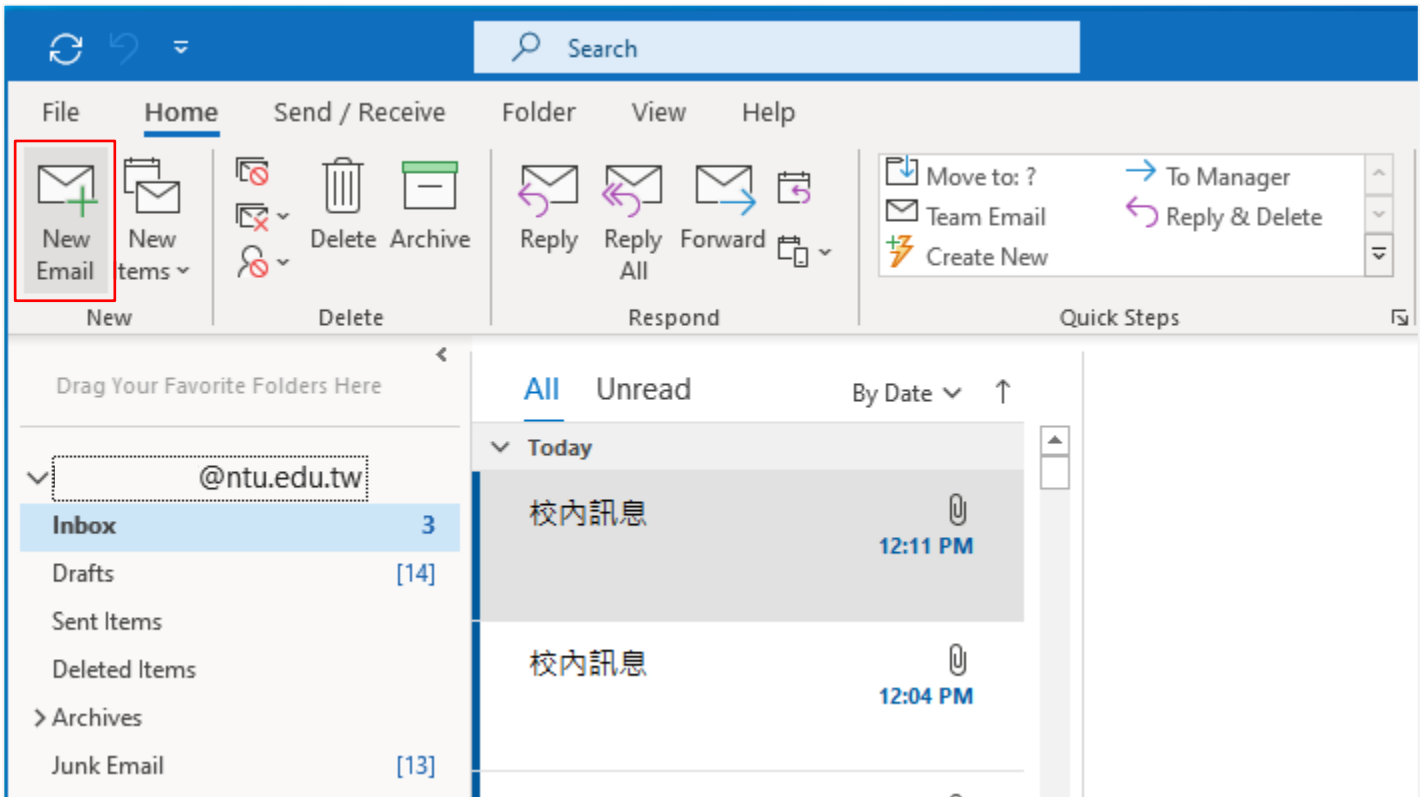 Search
File Home Send / Receive Folder View Help
New Email
New Items
Delete Archive
Reply Reply All Forward
Move to: ? To Manager
Team Email Reply & Delete
Create New
New Delete Respond Quick Steps
Drag Your Favorite Folders Here
All Unread By Date
Today
@ntu.edu.tw
Inbox 3
Drafts [14]
Sent Items
Deleted Items
Archives
Junk Email [13]
校內訊息
12:11 PM
校內訊息
12:04 PM